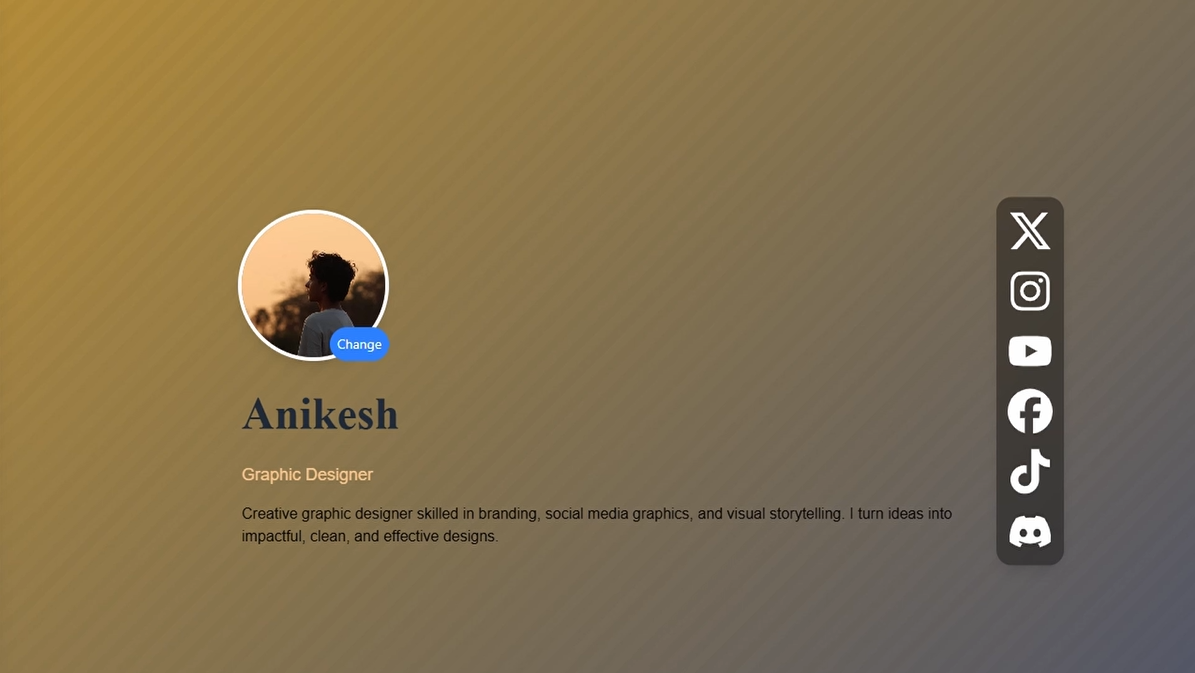 Change
Anikesh
Graphic Designer
Creative graphic designer skilled in branding, social media graphics, and visual storytelling. I turn ideas into
impactful, clean, and effective designs.